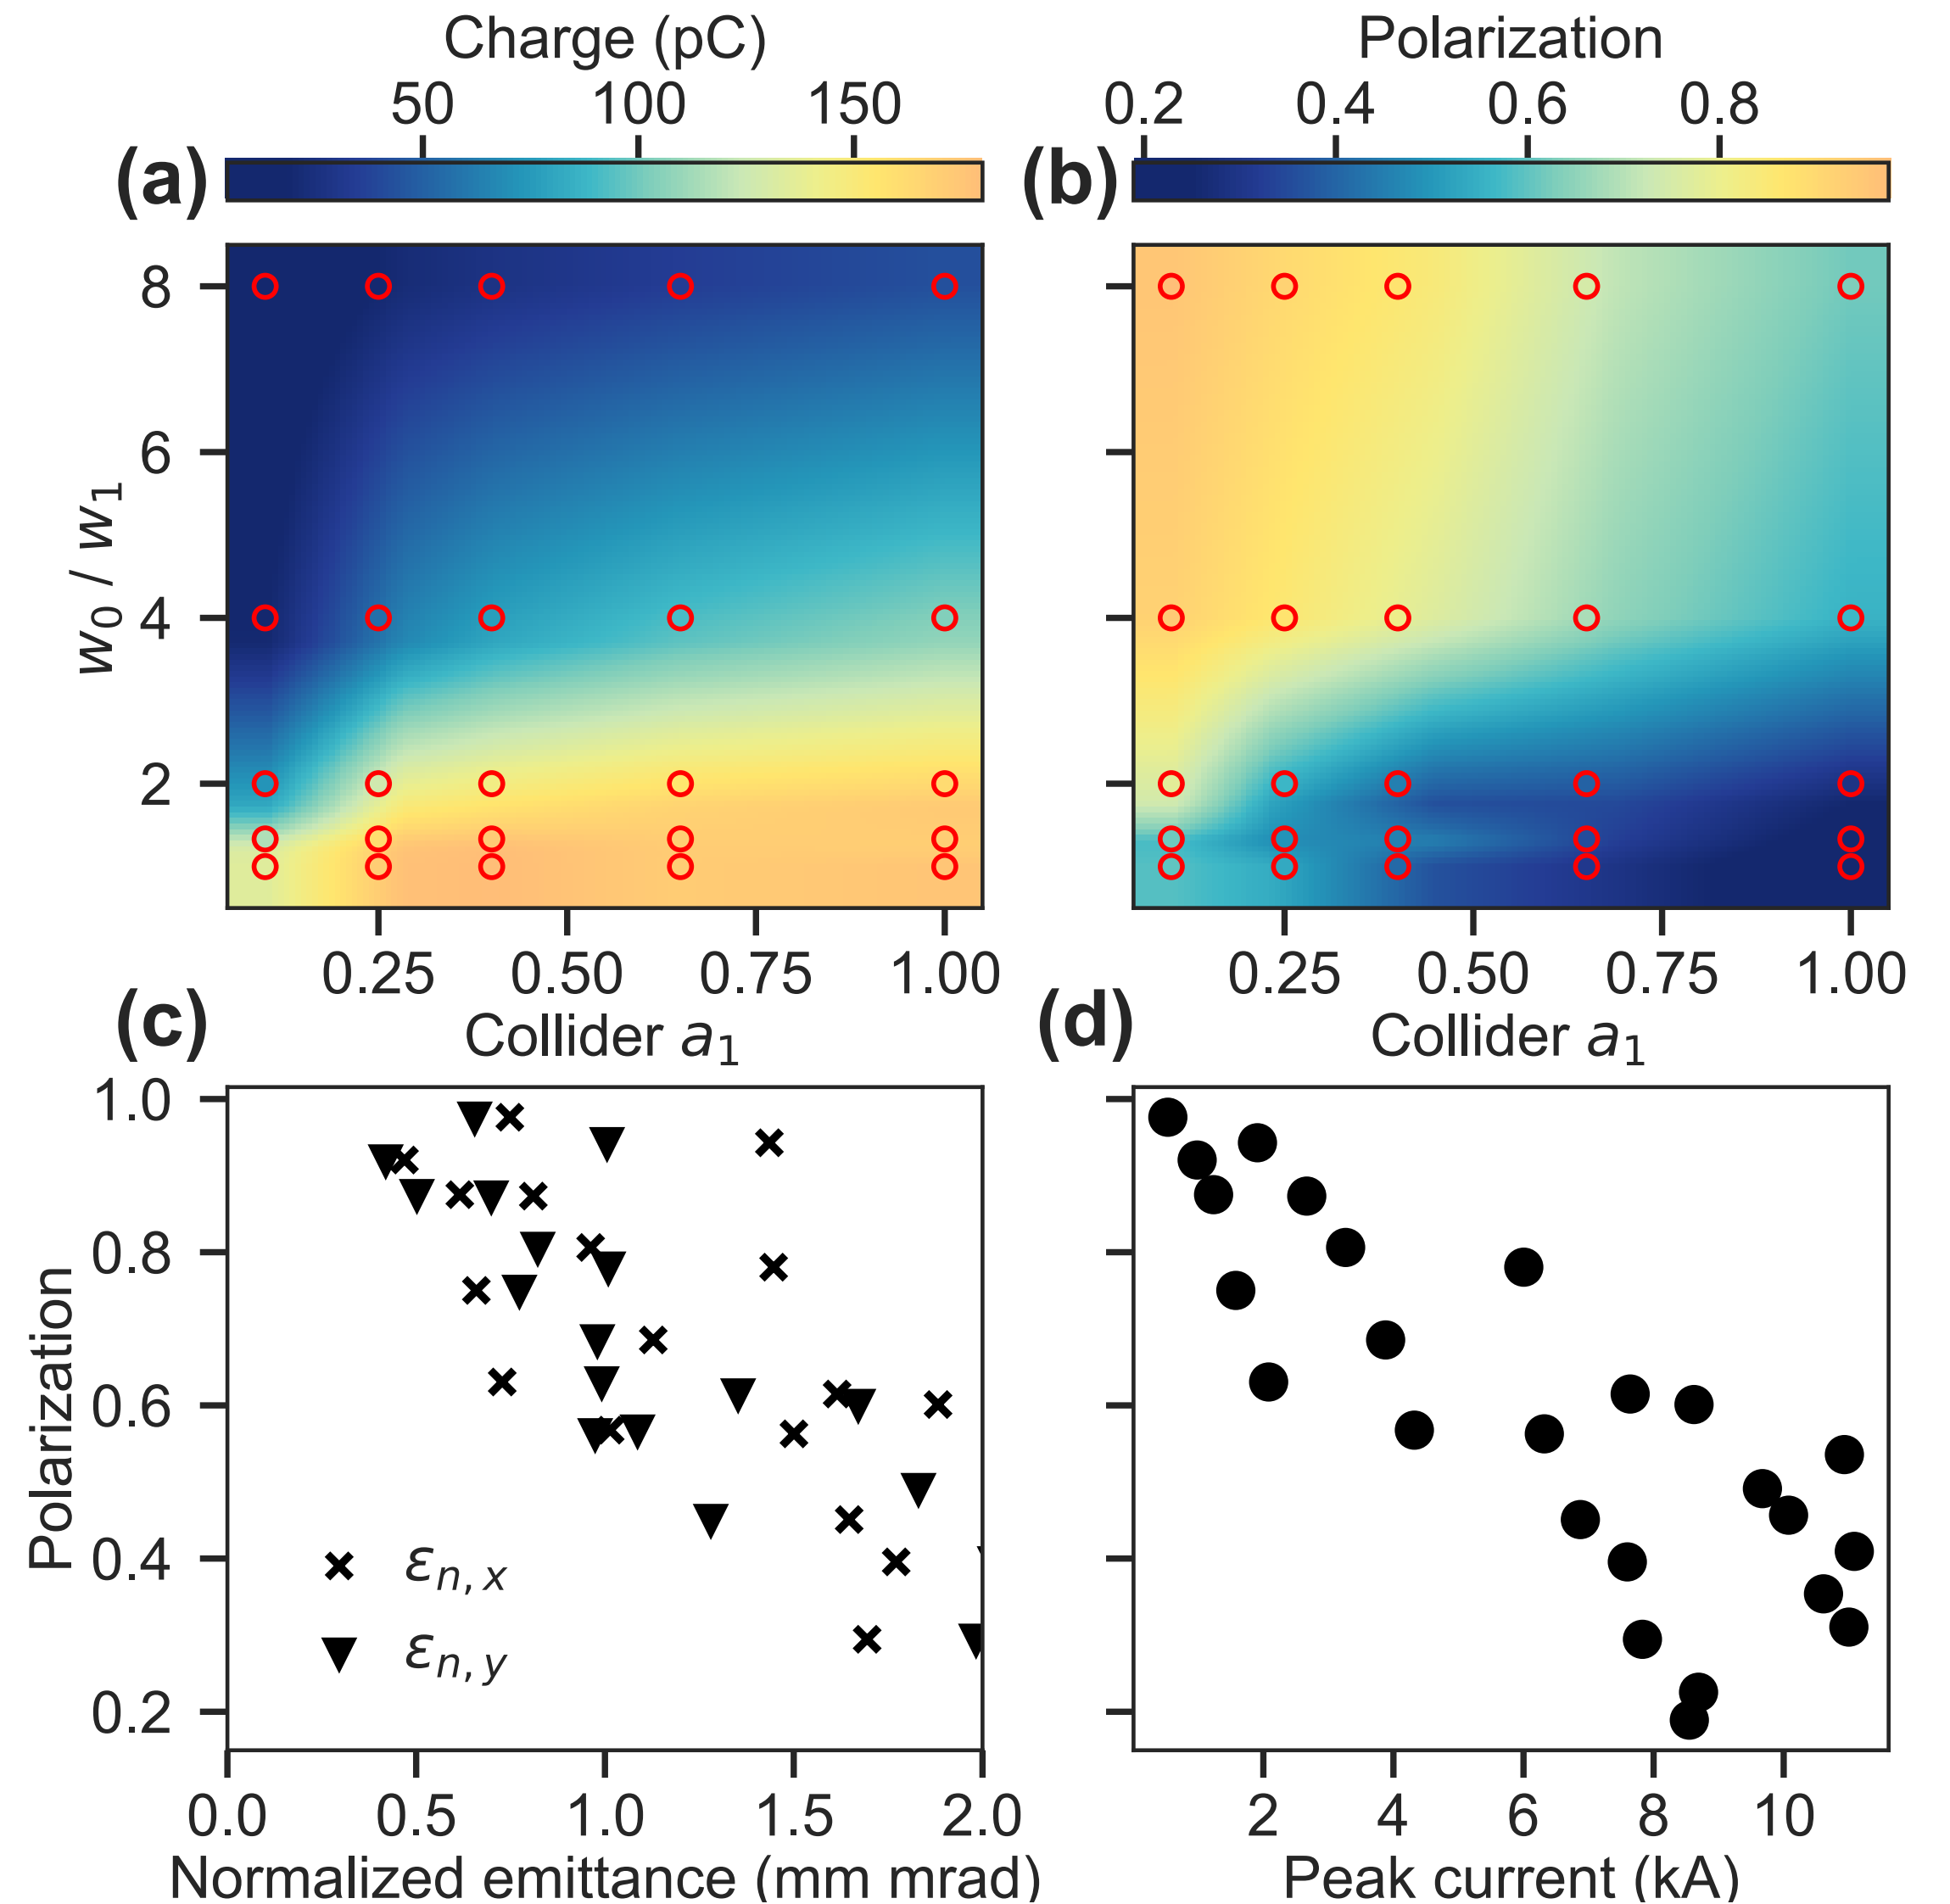 Charge (pC)
50 100 150
(a)
Polarization
0.2 0.4 0.6 0.8
(b)
8
6
4
2
w0 / w1
0.25 0.50 0.75 1.00
Collider a1
0.25 0.50 0.75 1.00
Collider a1
(c)
1.0
0.8
0.6
0.4
0.2
Polarization
εn, x
εn, y
0.0 0.5 1.0 1.5 2.0
Normalized emittance (mm mrad)
(d)
2 4 6 8 10
Peak current (kA)